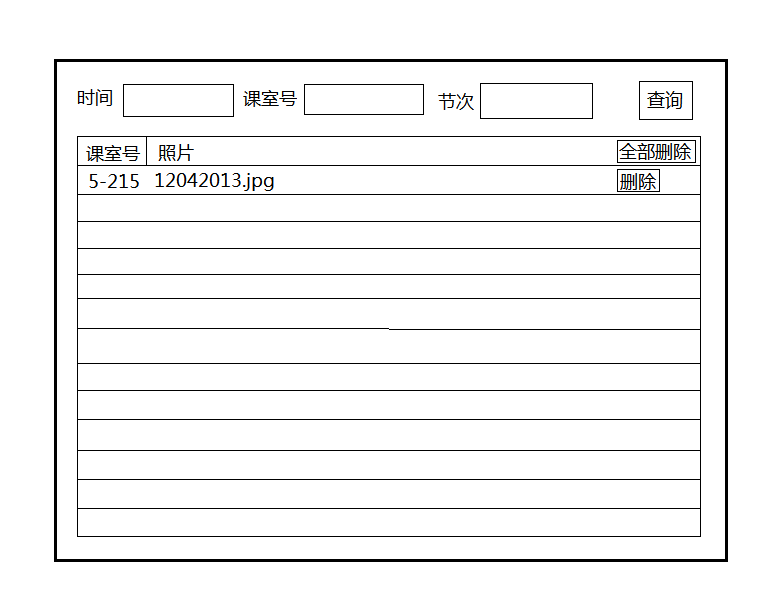 时间 课室号 节次 查询
课室号 照片 全部删除
5-215 12042013.jpg 删除